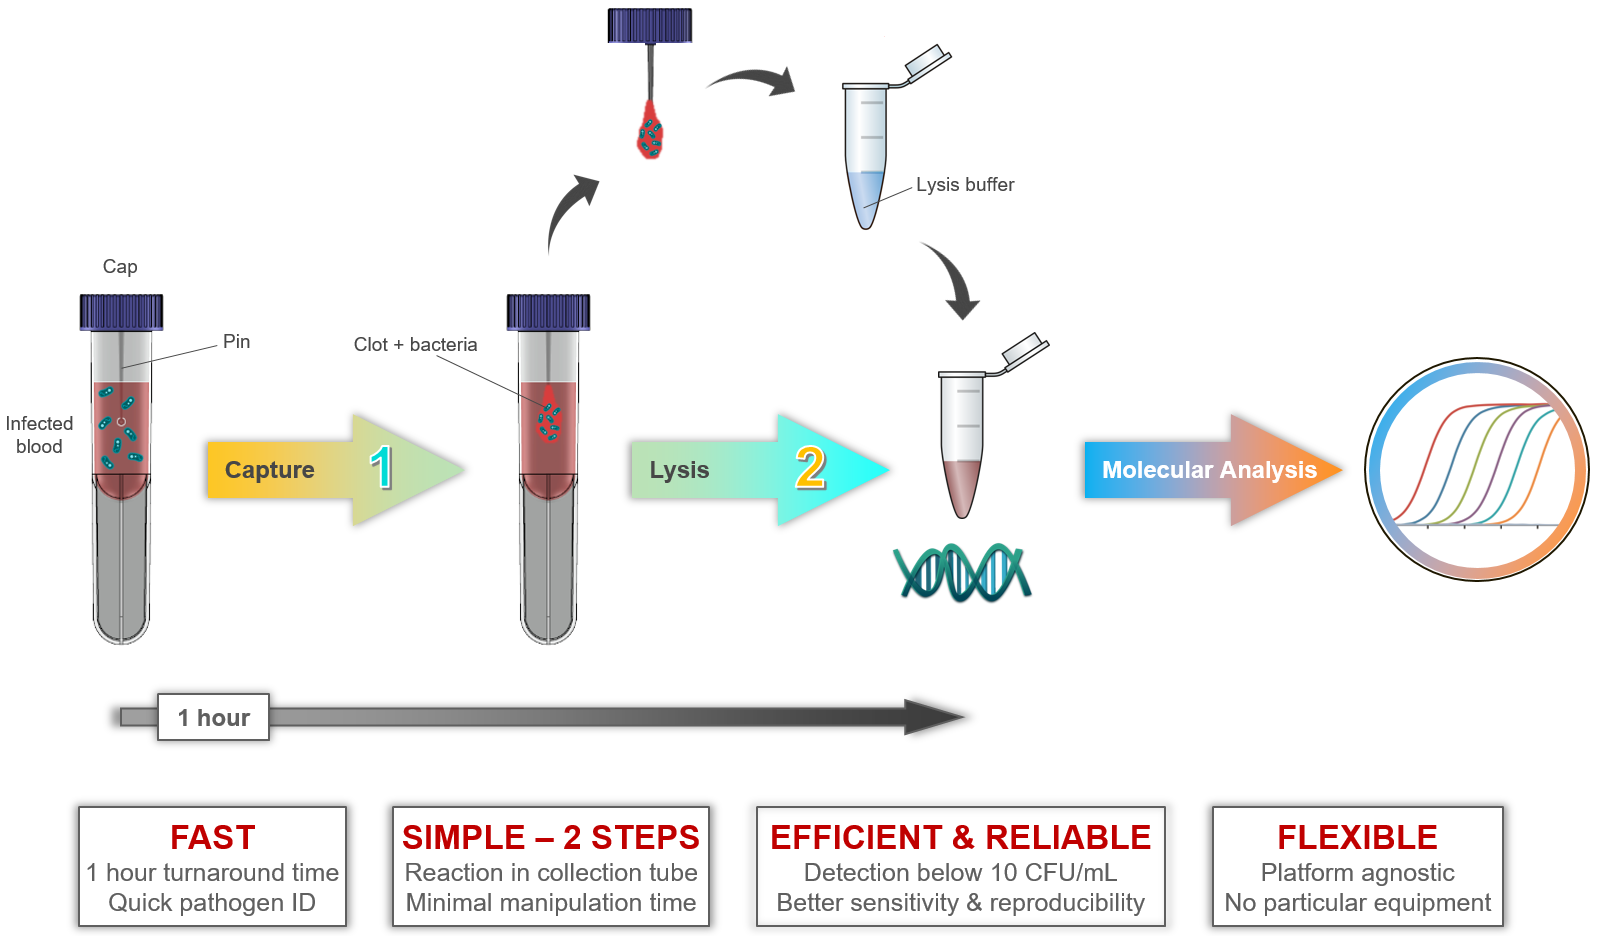 Lysis buffer
Cap
Pin
Clot + bacteria
Infected
blood
Capture
1
Lysis
2
Molecular Analysis
1 hour
FAST
1 hour turnaround time
Quick pathogen ID
SIMPLE – 2 STEPS
Reaction in collection tube
Minimal manipulation time
EFFICIENT & RELIABLE
Detection below 10 CFU/mL
Better sensitivity & reproducibility
FLEXIBLE
Platform agnostic
No particular equipment